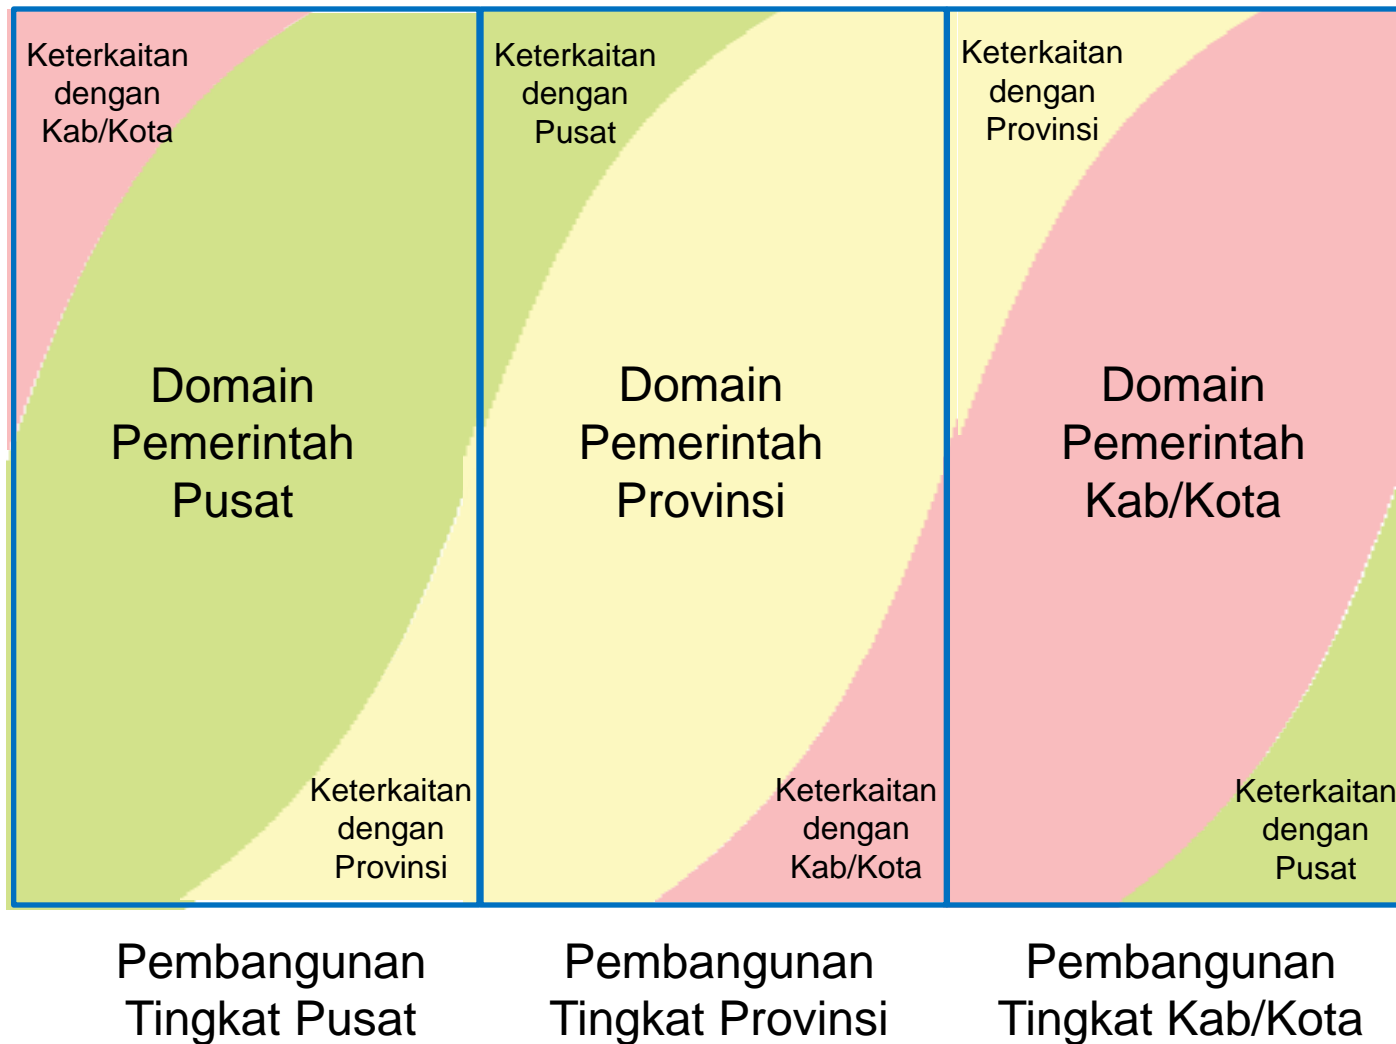 Keterkaitan
dengan
Kab/Kota
Keterkaitan
dengan
Pusat
Keterkaitan
dengan
Provinsi
Domain
Pemerintah
Pusat
Domain
Pemerintah
Provinsi
Domain
Pemerintah
Kab/Kota
Keterkaitan
dengan
Provinsi
Keterkaitan
dengan
Kab/Kota
Keterkaitan
dengan
Pusat
Pembangunan
Tingkat Pusat
Pembangunan
Tingkat Provinsi
Pembangunan
Tingkat Kab/Kota